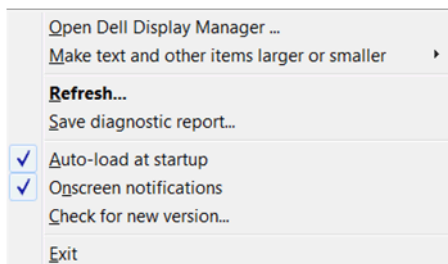 Open Dell Display Manager ...
Make text and other items larger or smaller
Refresh...
Save diagnostic report...
Auto-load at startup
Onscreen notifications
Check for new version...
Exit